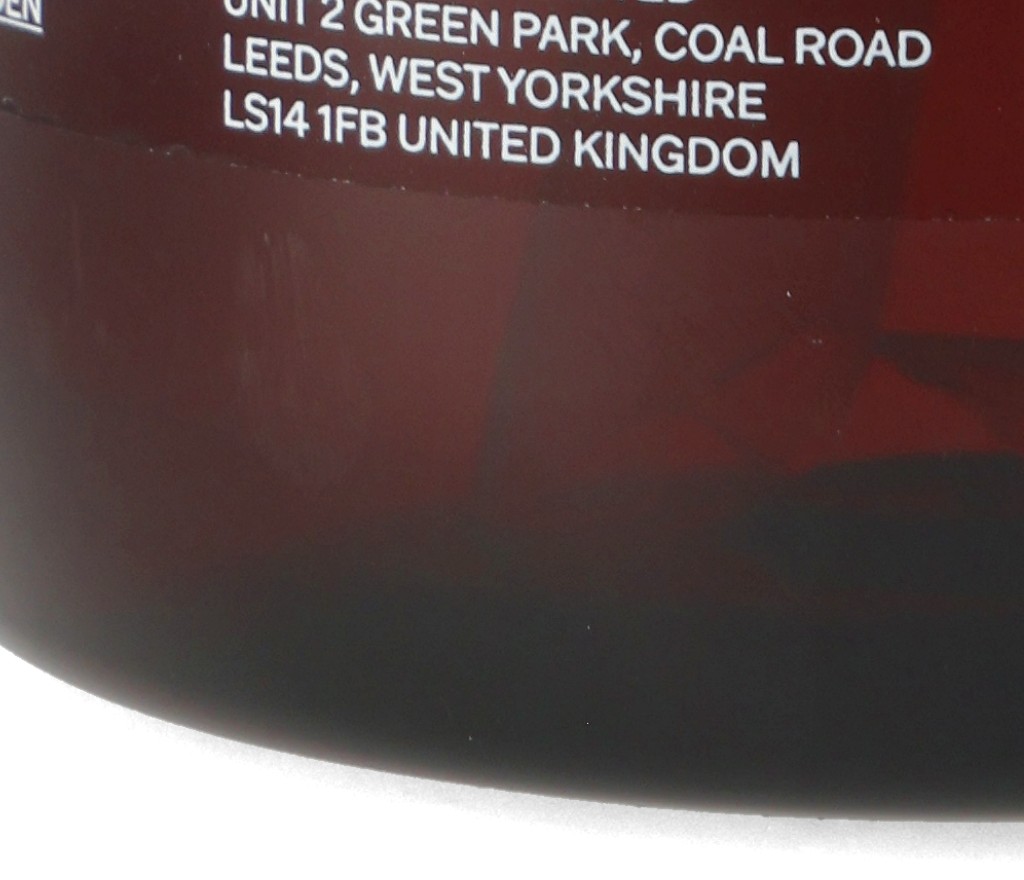 UNIT 2 GREEN PARK, COAL ROAD
LEEDS, WEST YORKSHIRE
LS14 1FB UNITED KINGDOM